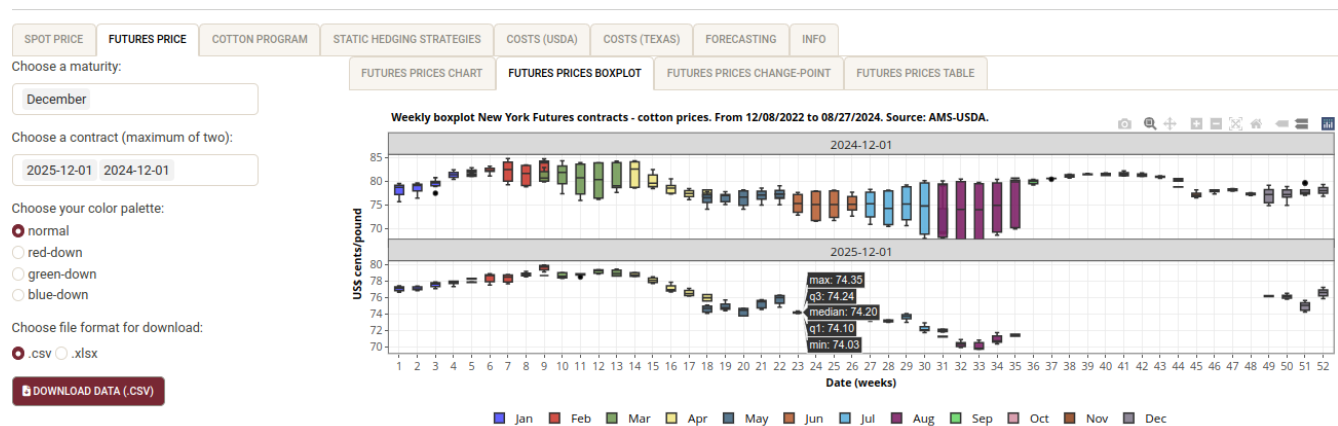 SPOT PRICE FUTURES PRICE COTTON PROGRAM STATIC HEDGING STRATEGIES COSTS (USDA) COSTS (TEXAS) FORECASTING INFO
Choose a maturity:
December
Choose a contract (maximum of two):
2025-12-01 2024-12-01
Choose your color palette:
normal
red-down
green-down
blue-down
Choose file format for download:
.csv .xlsx
DOWNLOAD DATA (.CSV)
FUTURES PRICES CHART FUTURES PRICES BOXPLOT FUTURES PRICES CHANGE-POINT FUTURES PRICES TABLE
Weekly boxplot New York Futures contracts - cotton prices. From 12/08/2022 to 08/27/2024. Source: AMS-USDA.
2024-12-01
85
80
75
70
2025-12-01
80
78
76
74
72
70
US$ cents/pound
max: 74.35
q3: 74.24
median: 74.20
q1: 74.10
min: 74.03
1 2 3 4 5 6 7 8 9 10 11 12 13 14 15 16 17 18 19 20 21 22 23 24 25 26 27 28 29 30 31 32 33 34 35 36 37 38 39 40 41 42 43 44 45 46 47 48 49 50 51 52
Date (weeks)
Jan Feb Mar Apr May Jun Jul Aug Sep Oct Nov Dec